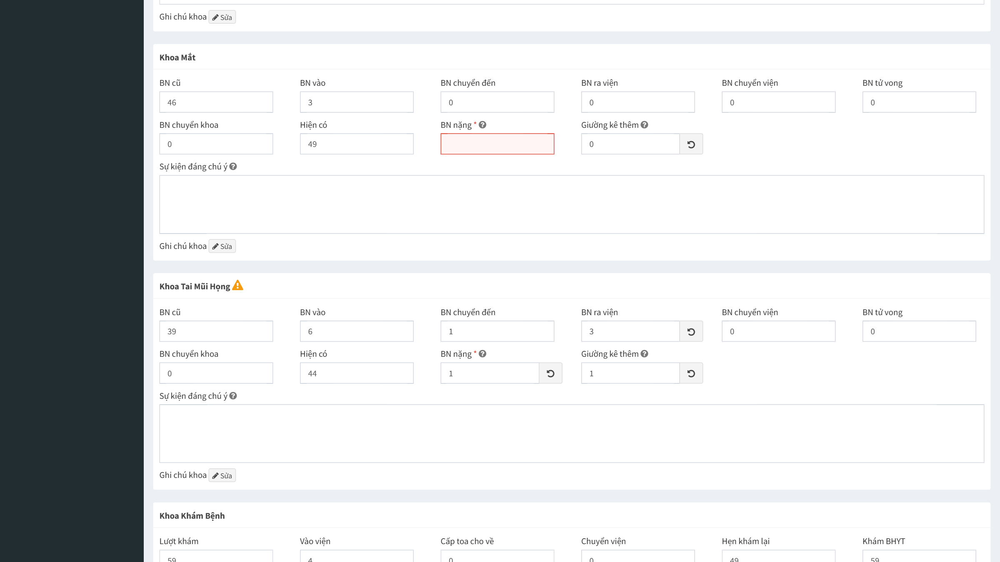 Ghi chú khoa Sửa
Khoa Mắt
BN cũ BN vào BN chuyển đến BN ra viện BN chuyển viện BN tử vong
46 3 0 0 0 0
BN chuyển khoa Hiện có BN nặng * Giường kê thêm
0 49 0
Sự kiện đáng chú ý
Ghi chú khoa Sửa
Khoa Tai Mũi Họng
BN cũ BN vào BN chuyển đến BN ra viện BN chuyển viện BN tử vong
39 6 1 3 0 0
BN chuyển khoa Hiện có BN nặng * Giường kê thêm
0 44 1 1
Sự kiện đáng chú ý
Ghi chú khoa Sửa
Khoa Khám Bệnh
Lượt khám Vào viện Cấp toa cho về Chuyển viện Hẹn khám lại Khám BHYT
59 4 0 0 49 59